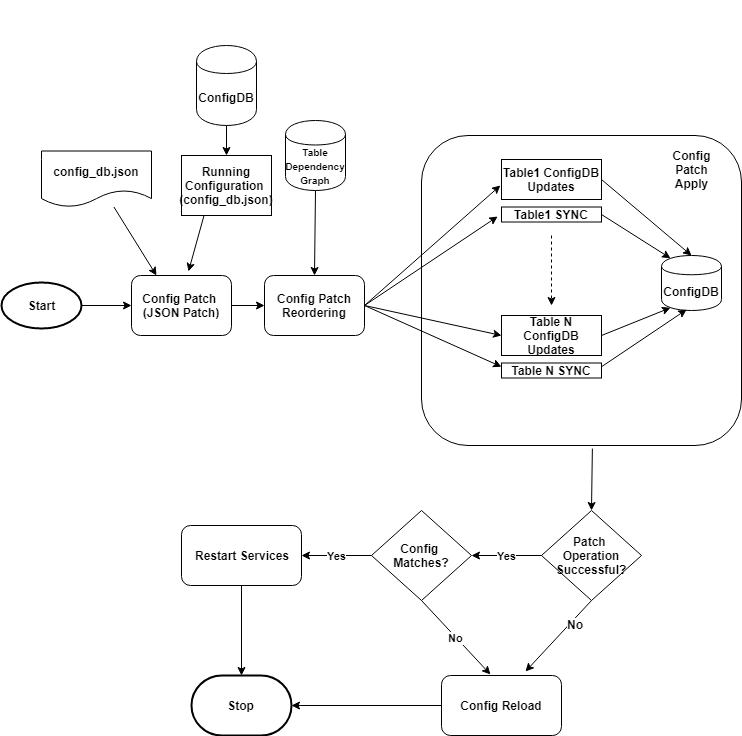 ConfigDB
config_db.json
Running
Configuration
(config_db.json)
Table
Dependency
Graph
Config
Patch
Apply
Table1 ConfigDB
Updates
Table1 SYNC
Start
Config Patch
(JSON Patch)
Config Patch
Reordering
ConfigDB
Table N
ConfigDB
Updates
Table N SYNC
Restart Services
Yes
Config
Matches?
Yes
Patch
Operation
Successful?
No
No
Stop
Config Reload